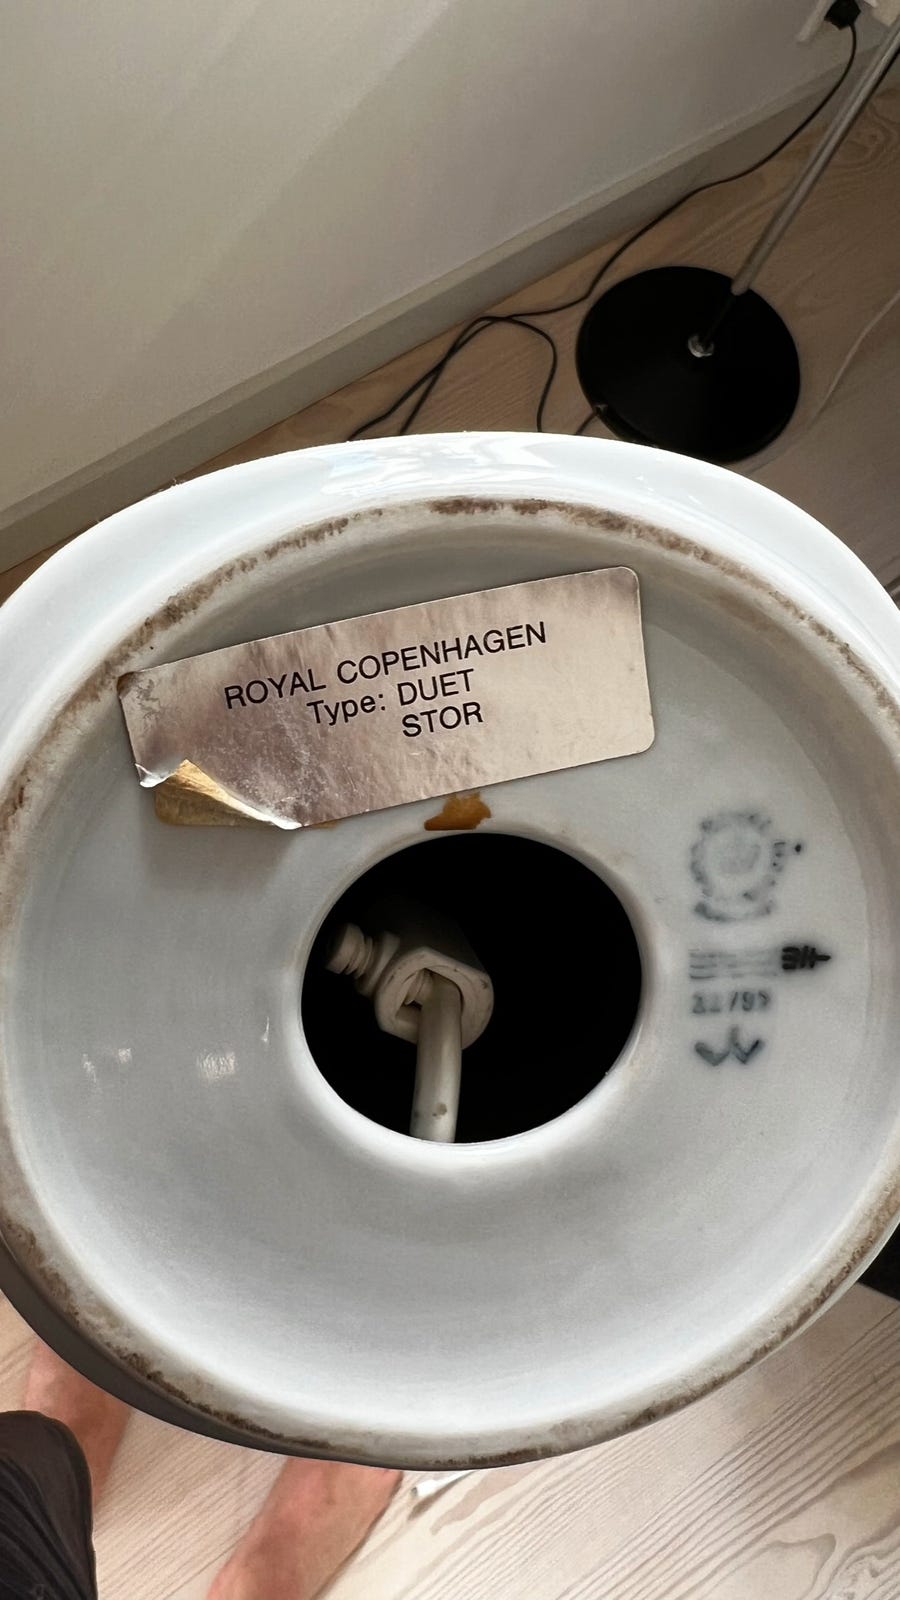 ROYAL COPENHAGEN
Type: DUET
STOR